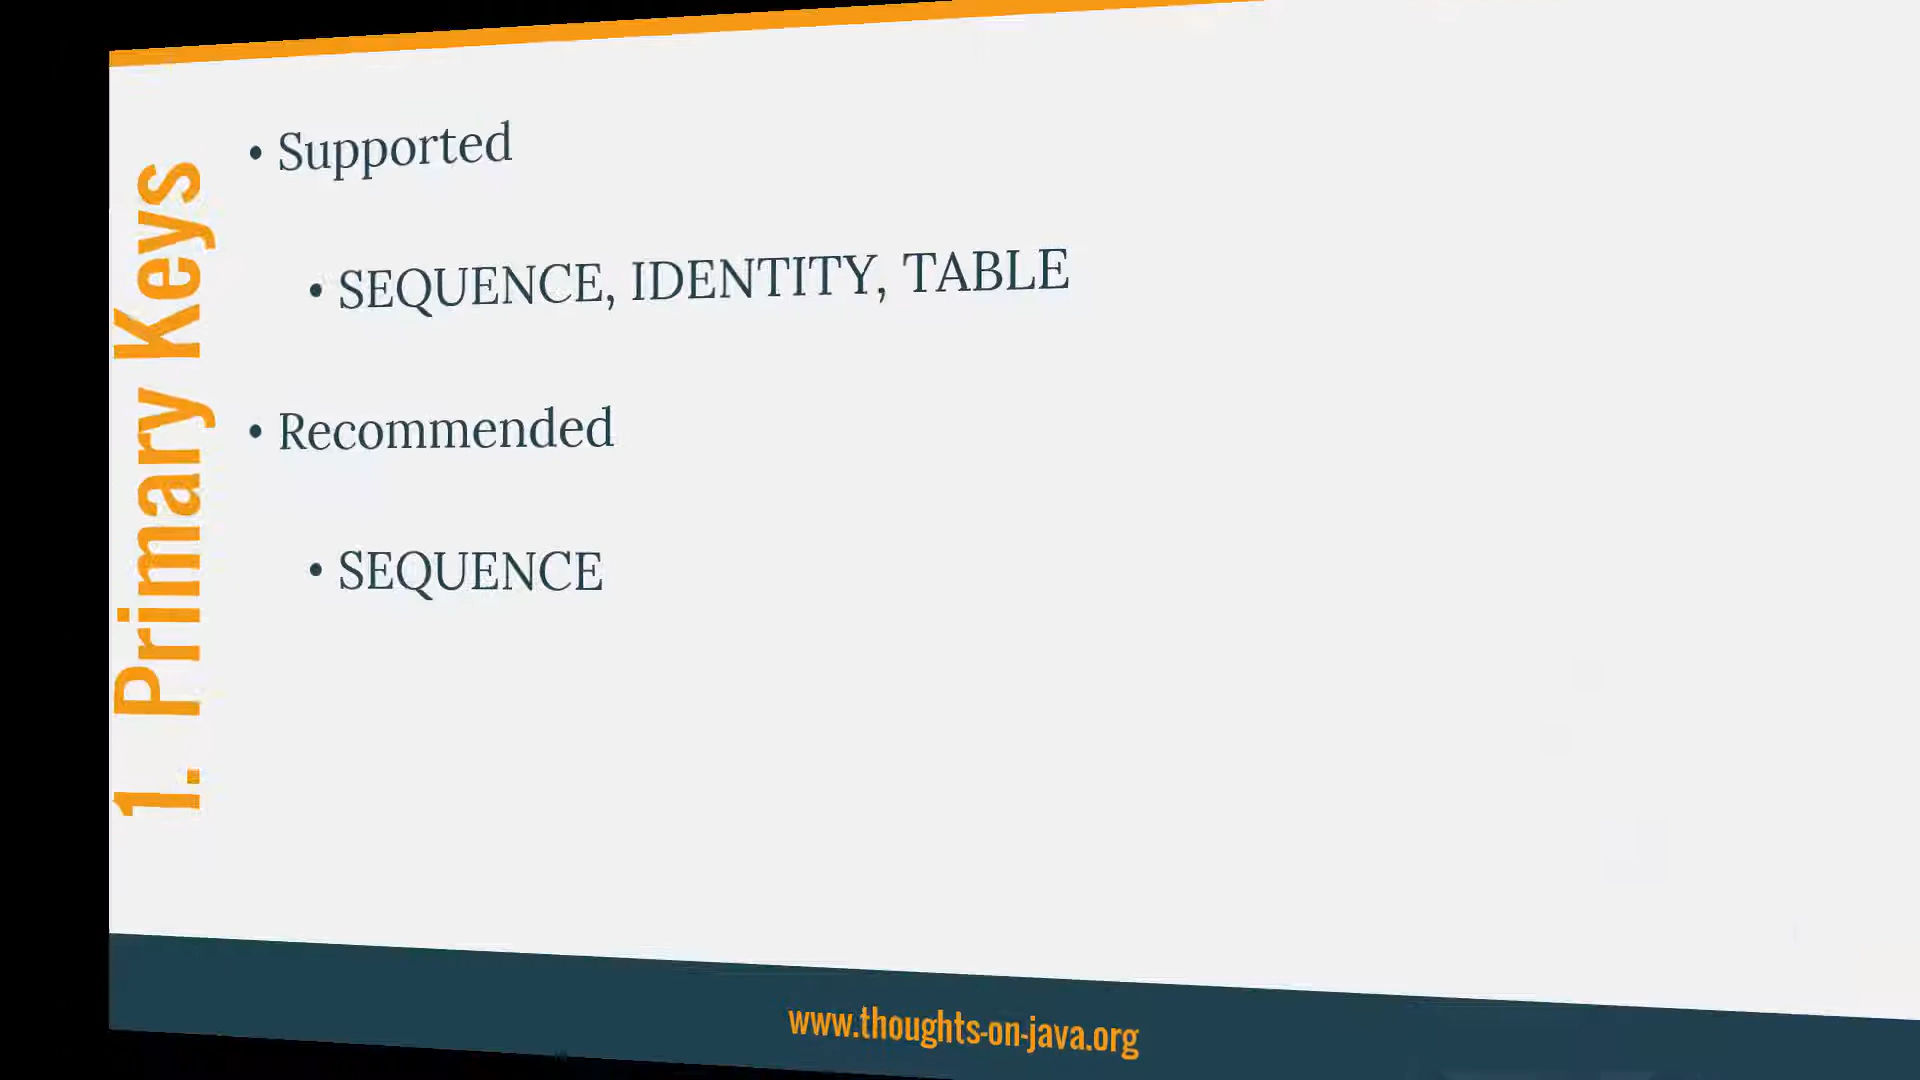 1. Primary Keys
• Supported
• SEQUENCE, IDENTITY, TABLE
• Recommended
• SEQUENCE
www.thoughts-on-java.org